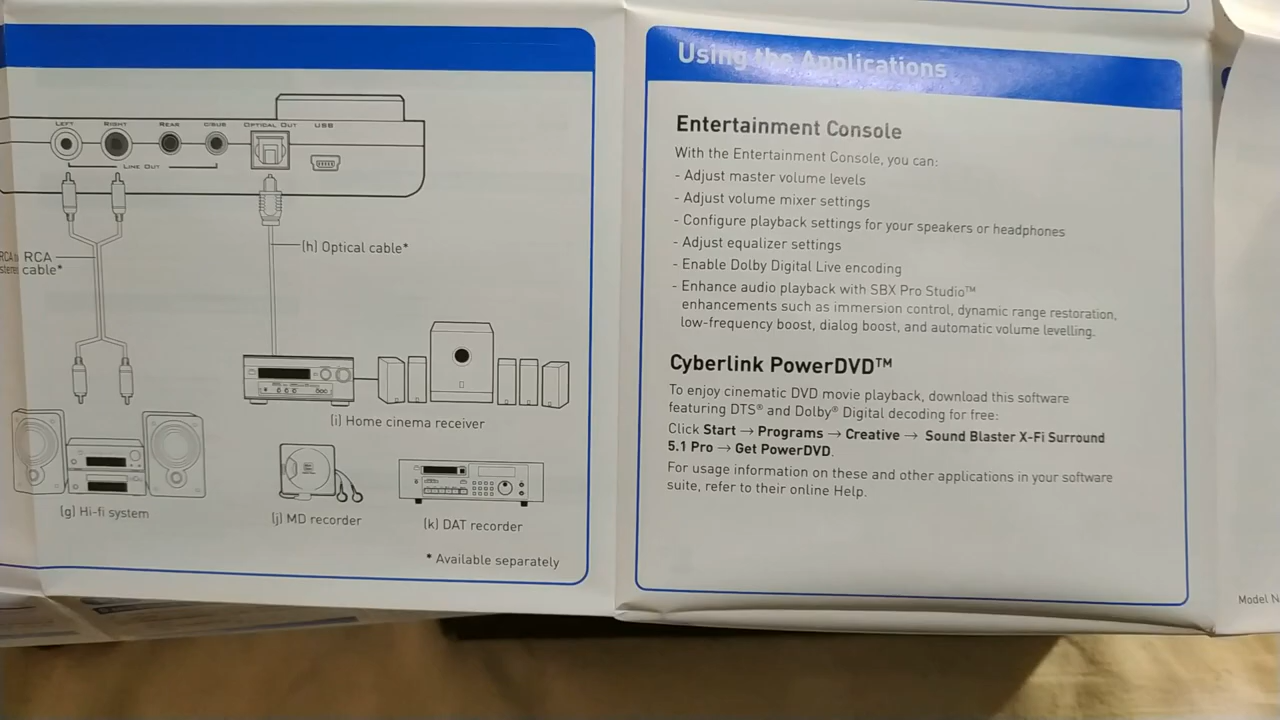 LEFT RIGHT REAR C/SUB OPTICAL OUT USB
LINE OUT
(h) Optical cable*
RCA
cable*
(i) Home cinema receiver
(g) Hi-fi system
(j) MD recorder
(k) DAT recorder
* Available separately
Using the Applications
Entertainment Console
With the Entertainment Console, you can:
- Adjust master volume levels
- Adjust volume mixer settings
- Configure playback settings for your speakers or headphones
- Adjust equalizer settings
- Enable Dolby Digital Live encoding
- Enhance audio playback with SBX Pro Studio™
enhancements such as immersion control, dynamic range restoration,
low-frequency boost, dialog boost, and automatic volume levelling.
Cyberlink PowerDVD™
To enjoy cinematic DVD movie playback, download this software
featuring DTS® and Dolby® Digital decoding for free:
Click Start → Programs → Creative → Sound Blaster X-Fi Surround
5.1 Pro → Get PowerDVD.
For usage information on these and other applications in your software
suite, refer to their online Help.
Model